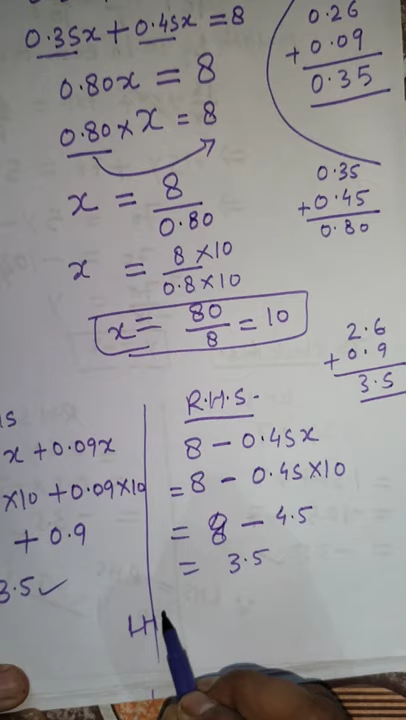 0.35x + 0.45x = 8
0.80x = 8
0.80 × x = 8
x = 8/0.80
x = 8×10/0.8×10
x = 80/8 = 10
0.26
+ 0.09
0.35
0.35
+0.45
0.80
2.6
+ 0.9
3.5
x + 0.09x
×10 + 0.09×10
+ 0.9
3.5 ✓
R.H.S.
8 - 0.45x
= 8 - 0.45×10
= 8 - 4.5
= 3.5